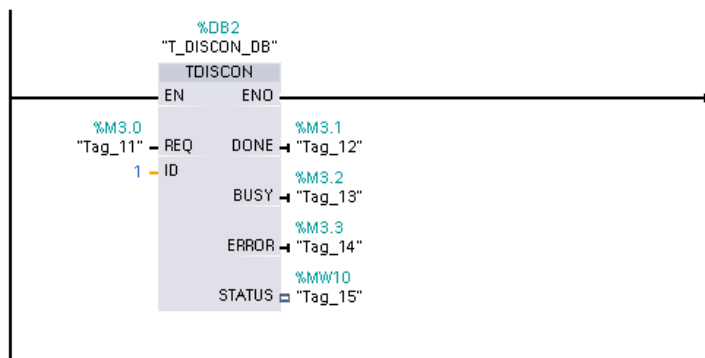 %DB2
"T_DISCON_DB"
TDISCON
EN ENO
%M3.0 %M3.1
"Tag_11" REQ DONE "Tag_12"
1 ID
%M3.2
BUSY "Tag_13"
%M3.3
ERROR "Tag_14"
%MW10
STATUS "Tag_15"